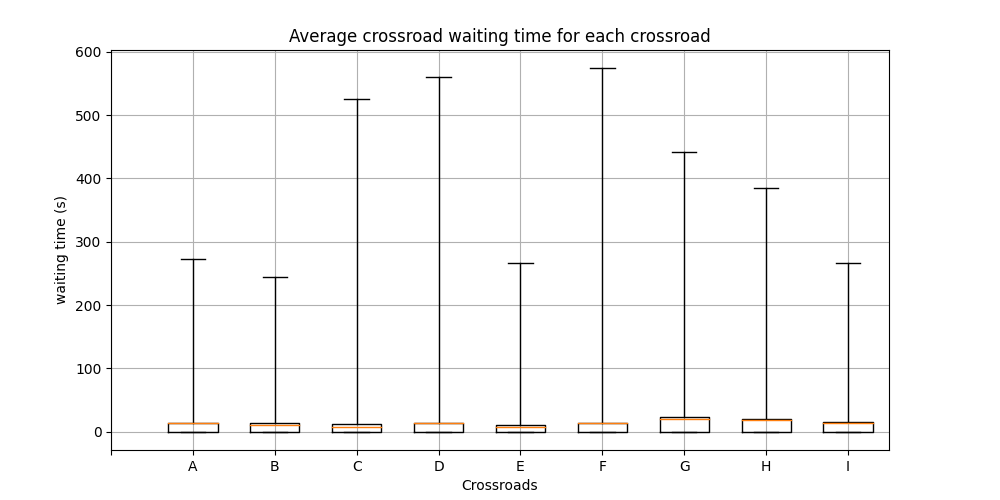 Average crossroad waiting time for each crossroad
600
500
400
300
200
100
0
waiting time (s)
A B C D E F G H I
Crossroads